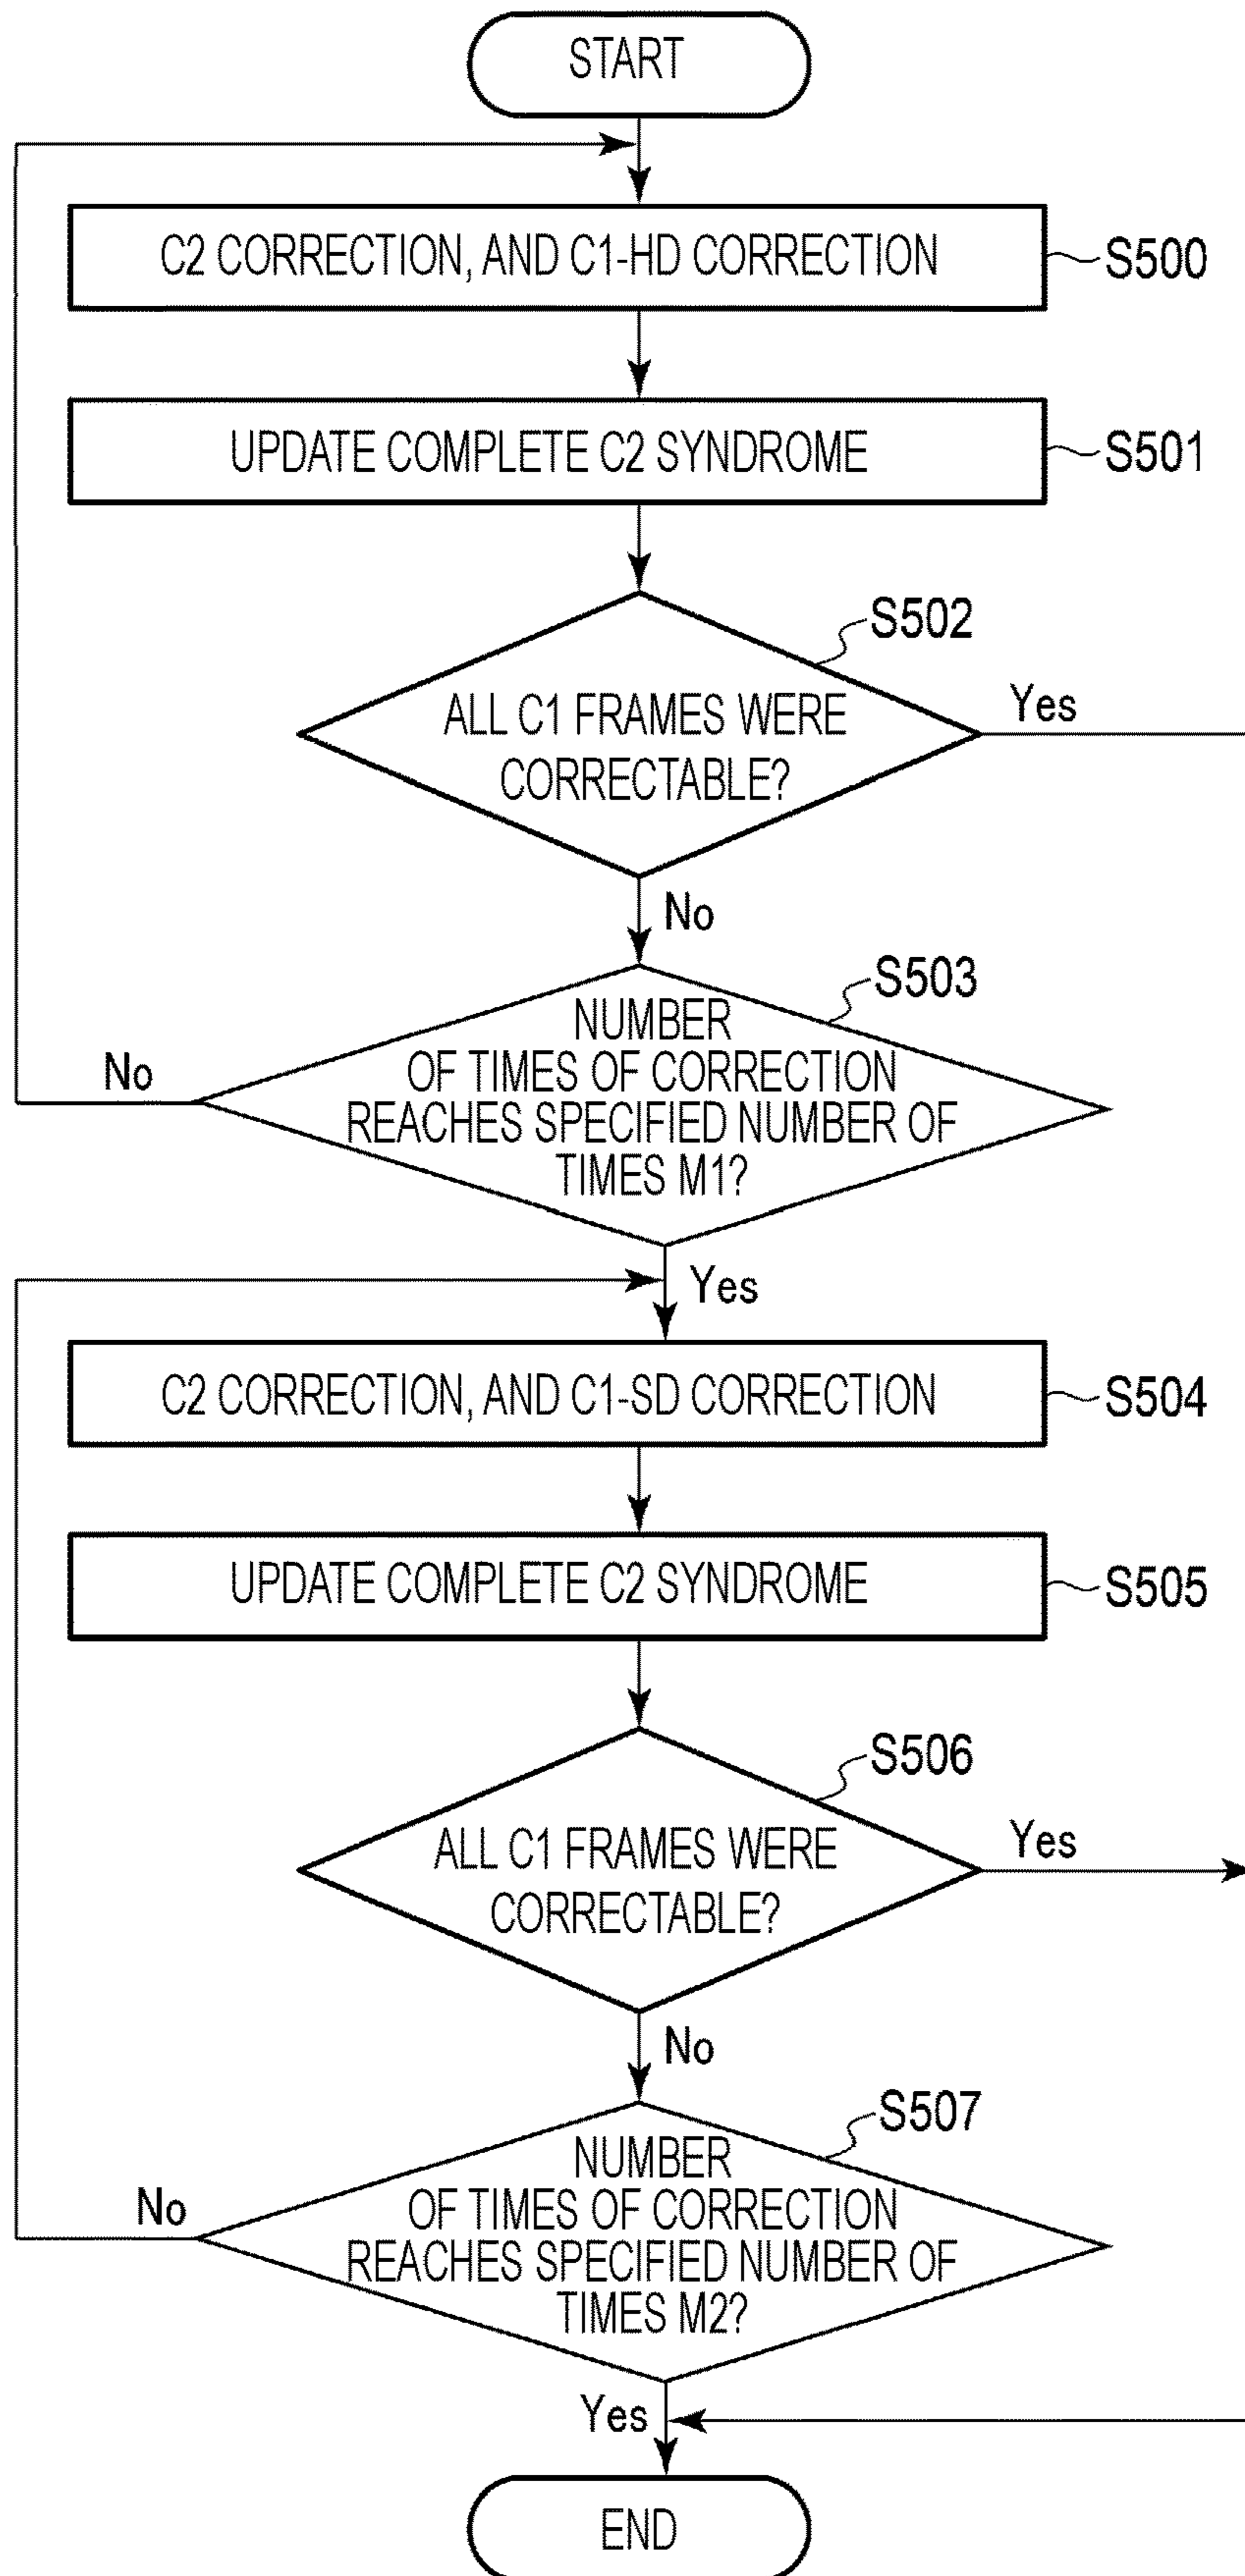 START
C2 CORRECTION, AND C1-HD CORRECTION
S500
UPDATE COMPLETE C2 SYNDROME
S501
S502
ALL C1 FRAMES WERE
CORRECTABLE?
Yes
No
S503
NUMBER
OF TIMES OF CORRECTION
REACHES SPECIFIED NUMBER OF
TIMES M1?
No
Yes
C2 CORRECTION, AND C1-SD CORRECTION
S504
UPDATE COMPLETE C2 SYNDROME
S505
S506
ALL C1 FRAMES WERE
CORRECTABLE?
Yes
No
S507
NUMBER
OF TIMES OF CORRECTION
REACHES SPECIFIED NUMBER OF
TIMES M2?
No
Yes
END